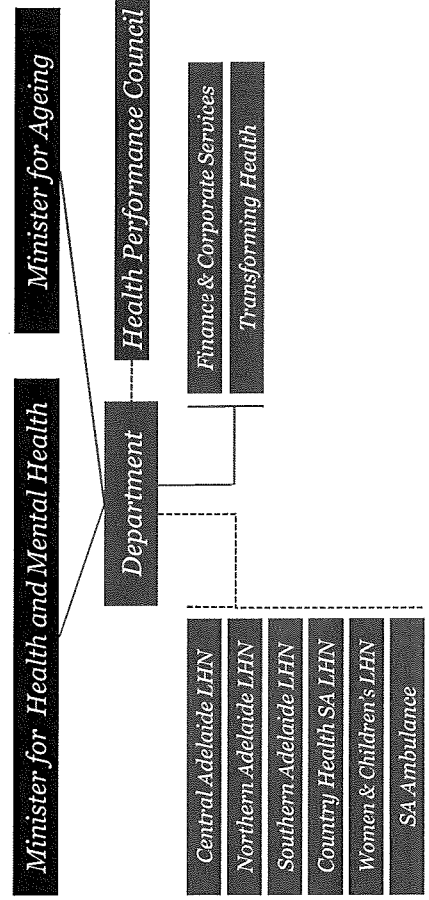 Minister for Health and Mental Health
Minister for Ageing
Department
Health Performance Council
Central Adelaide LHN
Northern Adelaide LHN
Southern Adelaide LHN
Country Health SA LHN
Women & Children's LHN
SA Ambulance
Finance & Corporate Services
Transforming Health